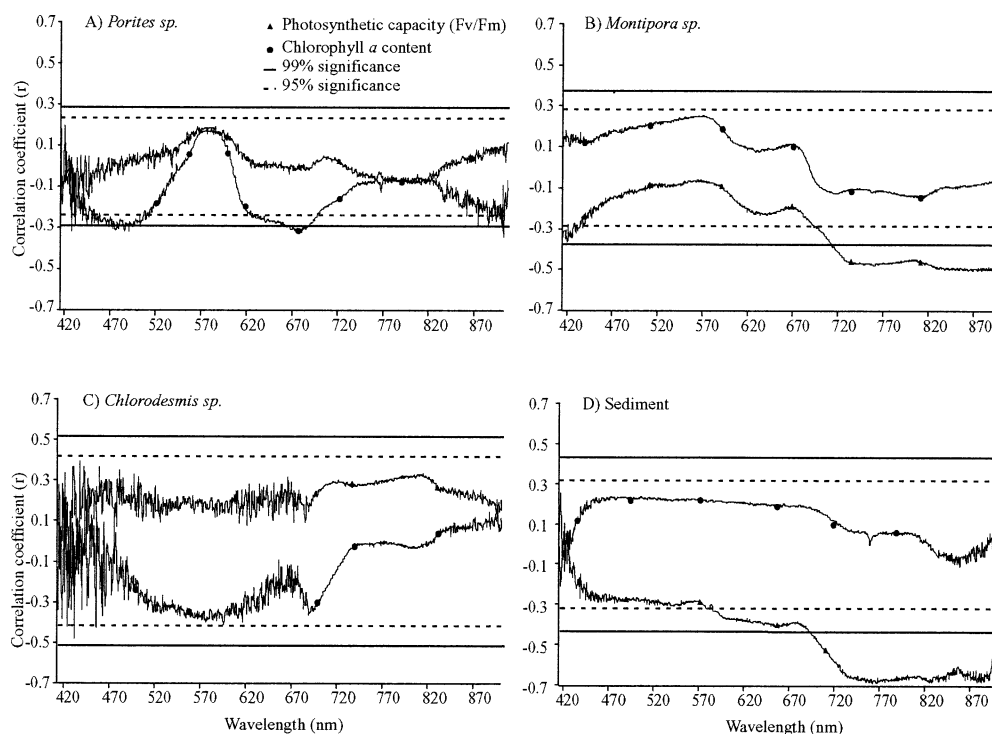 A) Porites sp.
Photosynthetic capacity (Fv/Fm)
Chlorophyll a content
99% significance
95% significance
Correlation coefficient (r)
0.7
0.5
0.3
0.1
-0.1
-0.3
-0.5
-0.7
420 470 520 570 620 670 720 770 820
B) Montipora sp.
0.7
0.5
0.3
0.1
-0.1
-0.3
-0.5
-0.7
420 470 520 570 620 670 720 770 820
C) Chlorodesmis sp.
Correlation coefficient (r)
0.7
0.5
0.3
0.1
-0.1
-0.3
-0.5
-0.7
420 470 520 570 620 670 720 770 820
Wavelength (nm)
D) Sediment
0.7
0.5
0.3
0.1
-0.1
-0.3
-0.5
-0.7
420 470 520 570 620 670 720 770 820
Wavelength (nm)